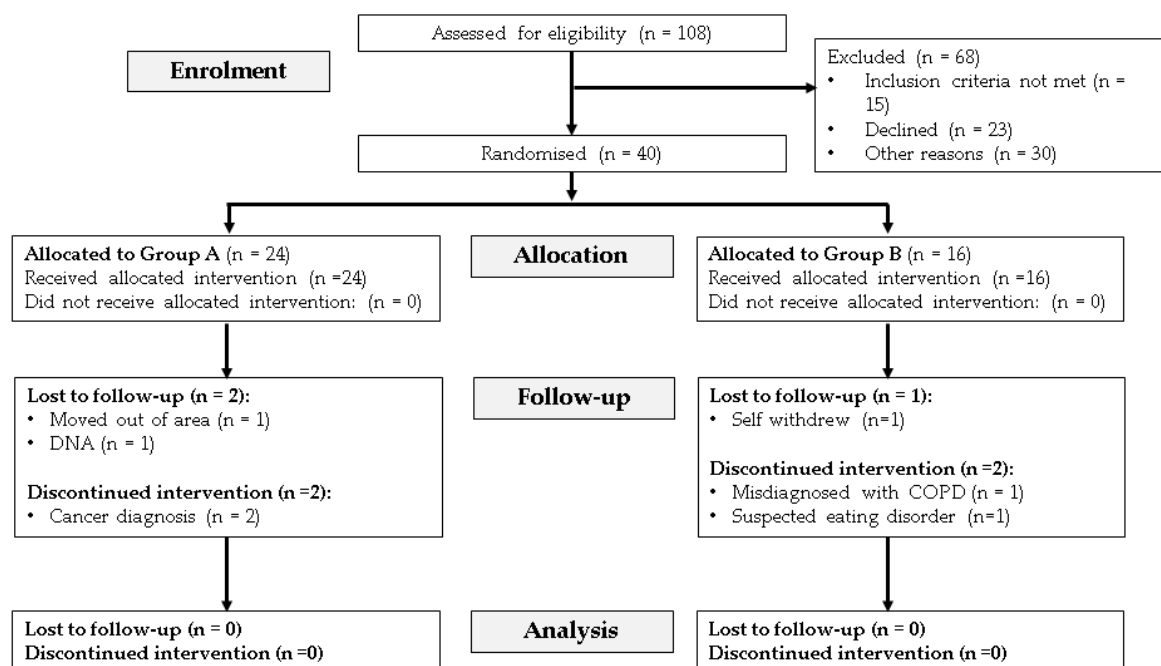 Assessed for eligibility (n = 108)
Enrolment
Excluded (n = 68)
• Inclusion criteria not met (n =
15)
• Declined (n = 23)
• Other reasons (n = 30)
Randomised (n = 40)
Allocated to Group A (n = 24)
Received allocated intervention (n =24)
Did not receive allocated intervention: (n = 0)
Allocation
Allocated to Group B (n = 16)
Received allocated intervention (n =16)
Did not receive allocated intervention: (n = 0)
Lost to follow-up (n = 2):
• Moved out of area (n = 1)
• DNA (n = 1)
Discontinued intervention (n =2):
• Cancer diagnosis (n = 2)
Follow-up
Lost to follow-up (n = 1):
• Self withdrew (n=1)
Discontinued intervention (n=2):
• Misdiagnosed with COPD (n = 1)
• Suspected eating disorder (n=1)
Lost to follow-up (n = 0)
Discontinued intervention (n=0)
Analysis
Lost to follow-up (n = 0)
Discontinued intervention (n=0)